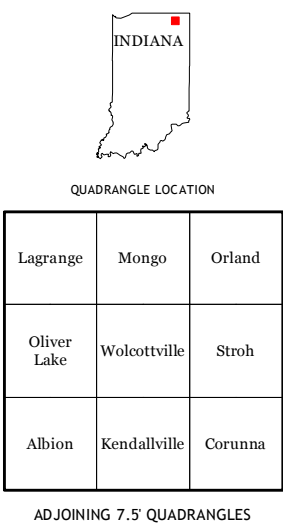 INDIANA
QUADRANGLE LOCATION
Lagrange Mongo Orland
Oliver
Lake
Wolcottville Stroh
Albion Kendallville Corunna
ADJOINING 7.5' QUADRANGLES